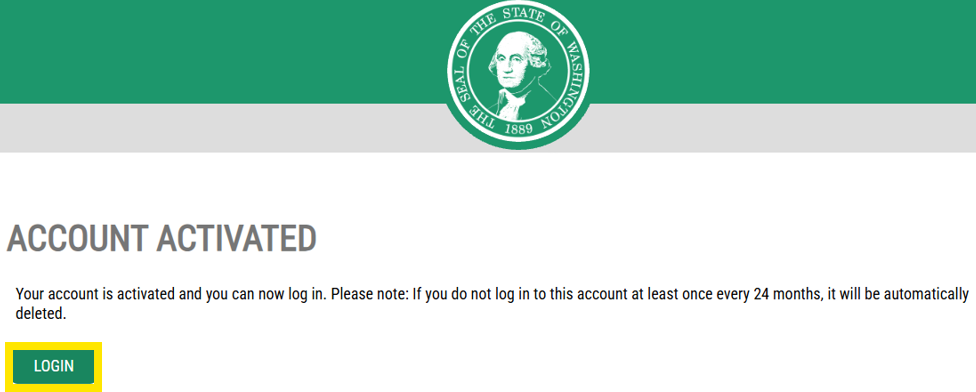 THE SEAL OF THE STATE OF WASHINGTON
1889
ACCOUNT ACTIVATED
Your account is activated and you can now log in. Please note: If you do not log in to this account at least once every 24 months, it will be automatically
deleted.
LOGIN